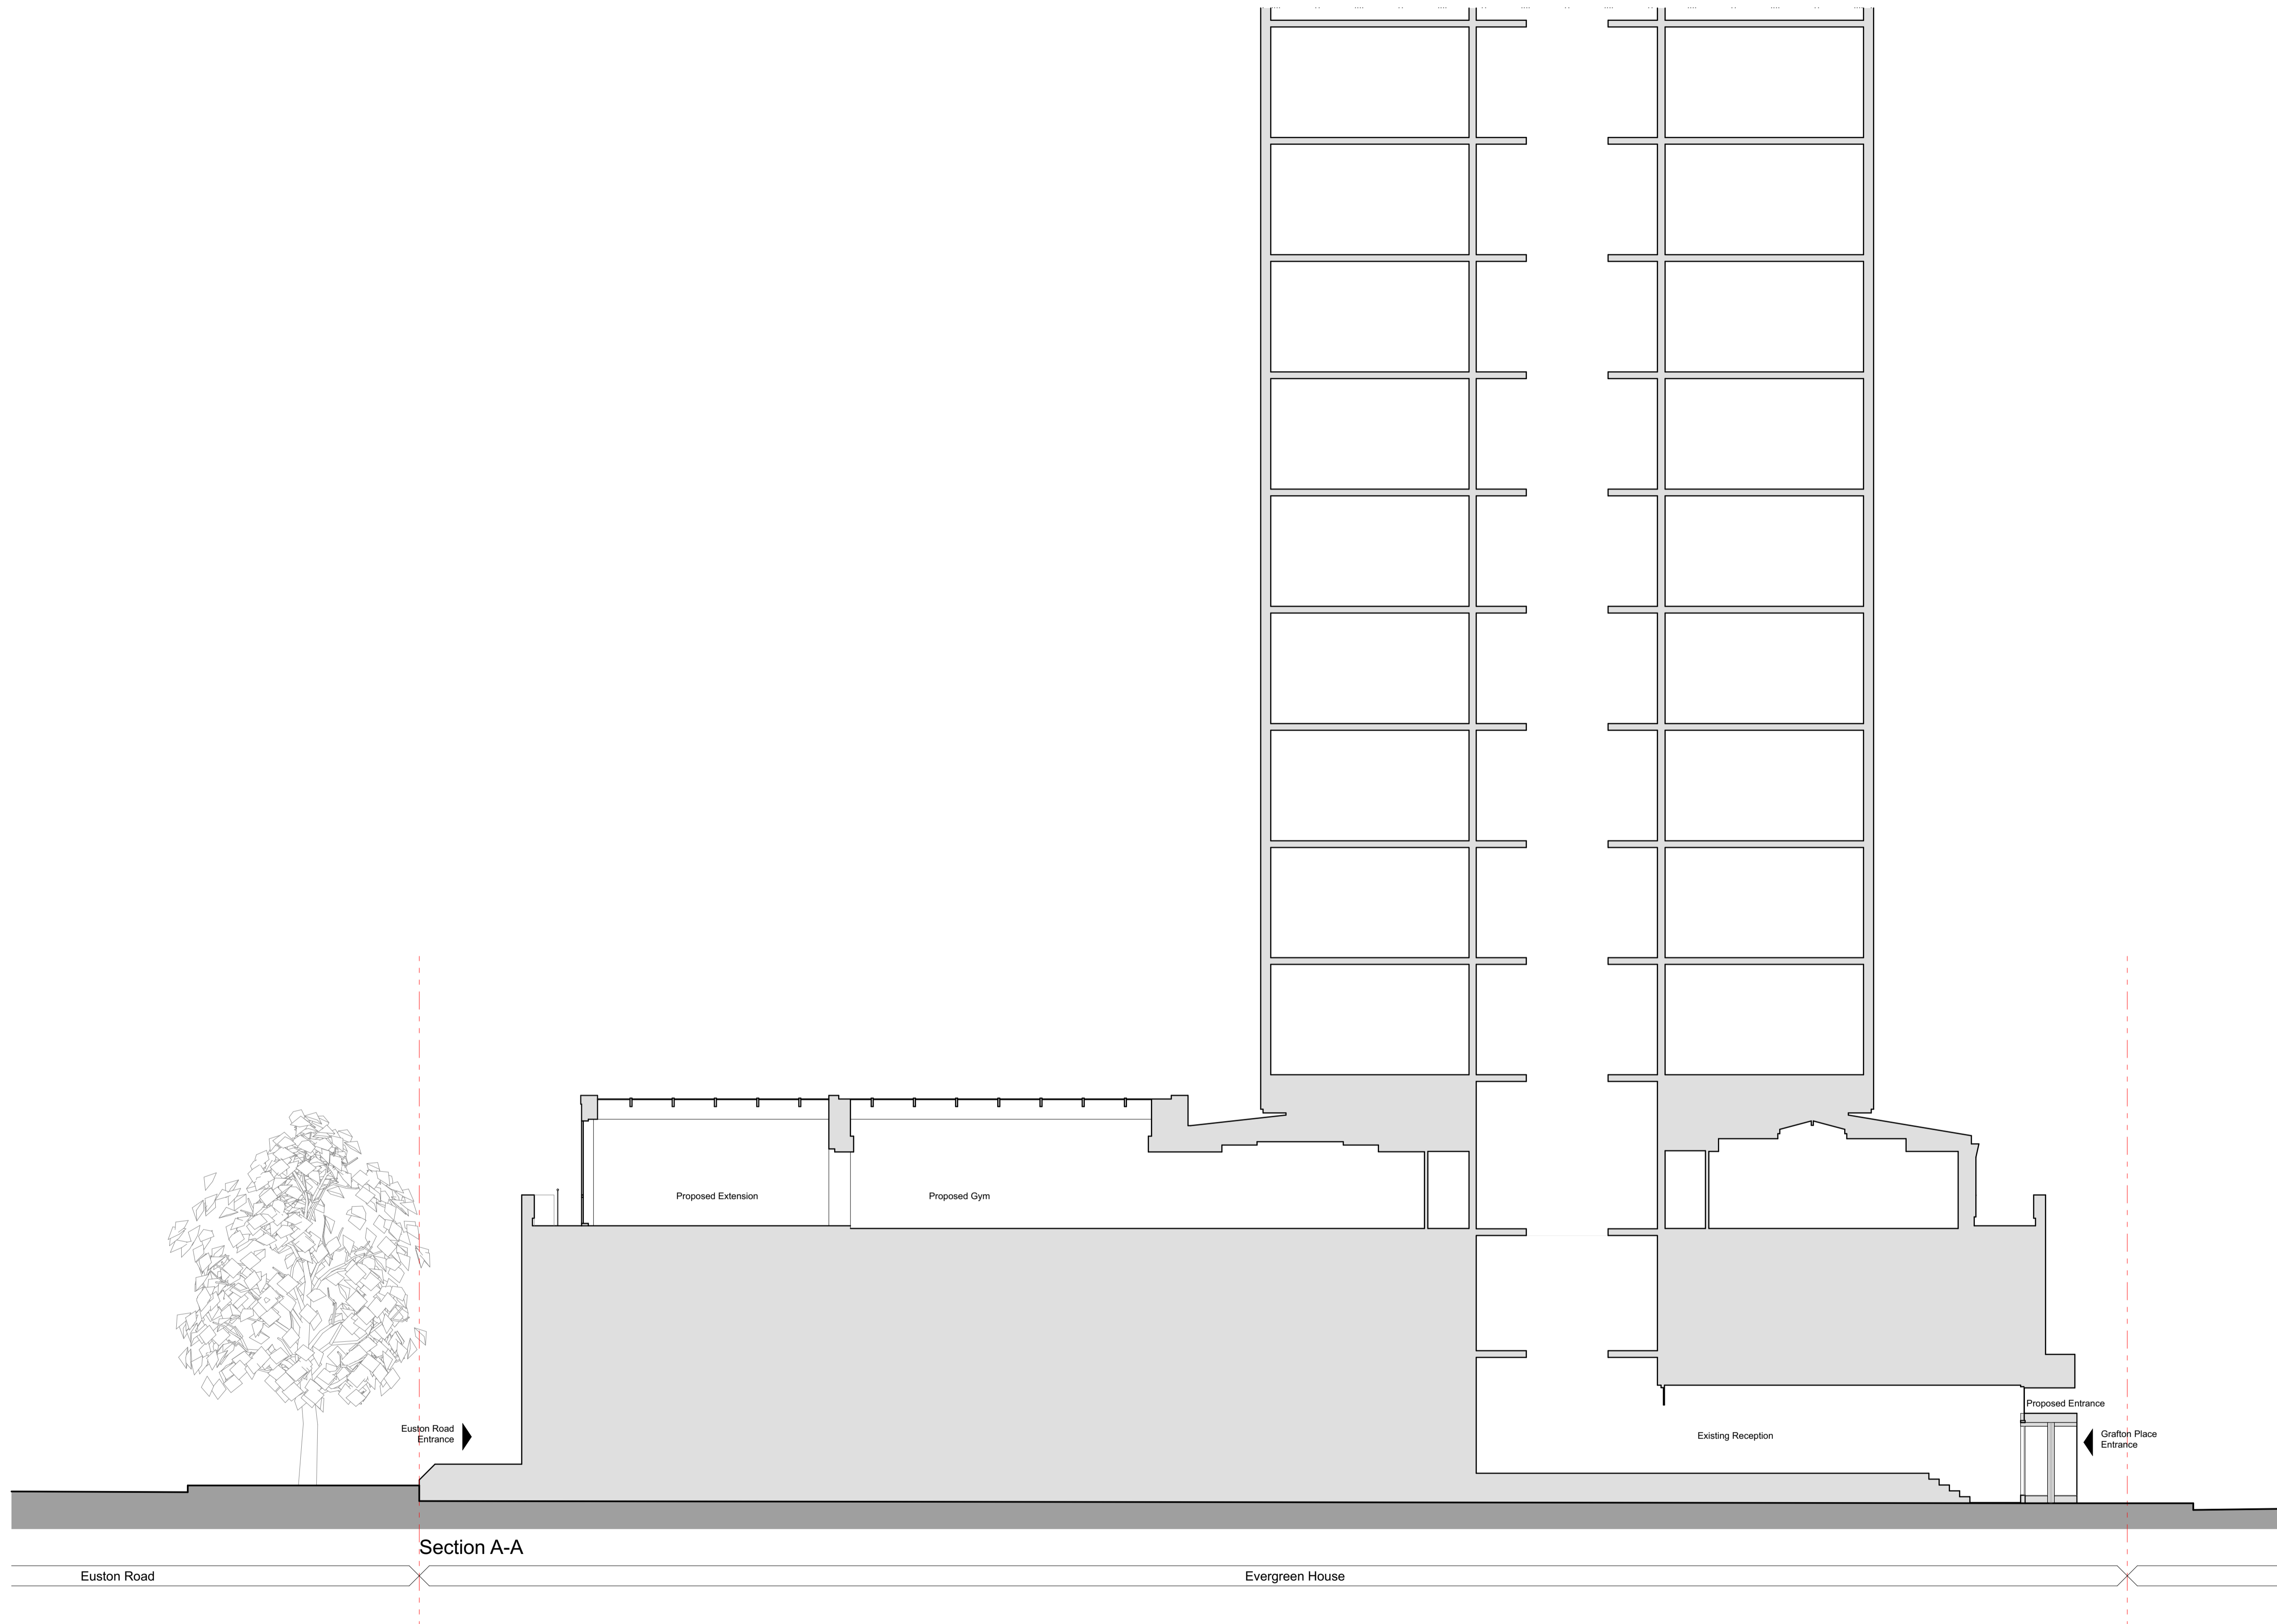 Proposed Extension
Proposed Gym
Proposed Entrance
Euston Road
Entrance
Existing Reception
Grafton Place
Entrance
Section A-A
Euston Road
Evergreen House